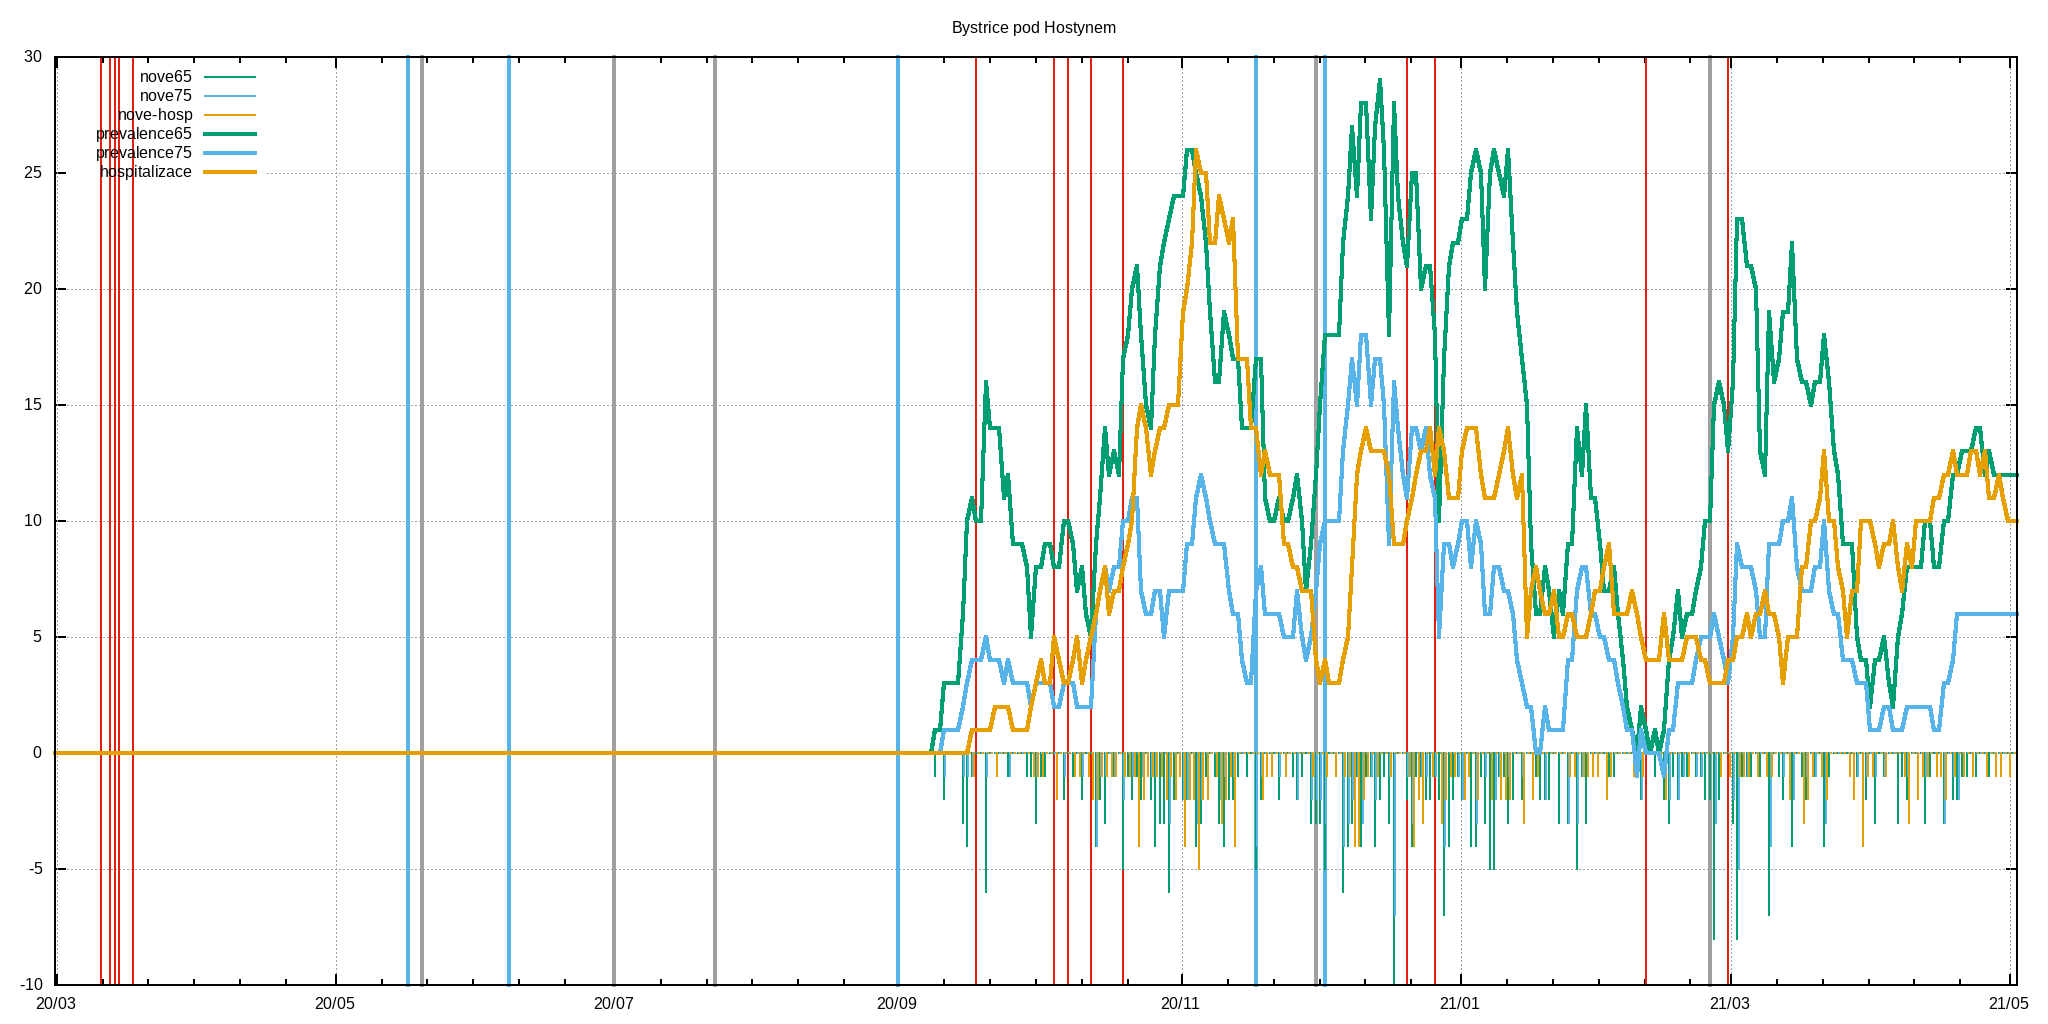 Bystrice pod Hostynem
30
25
20
15
10
5
0
-5
-10
nove65
nove75
nove-hosp
prevalence65
prevalence75
hospitalizace
20/03 20/05 20/07 20/09 20/11 21/01 21/03 21/05